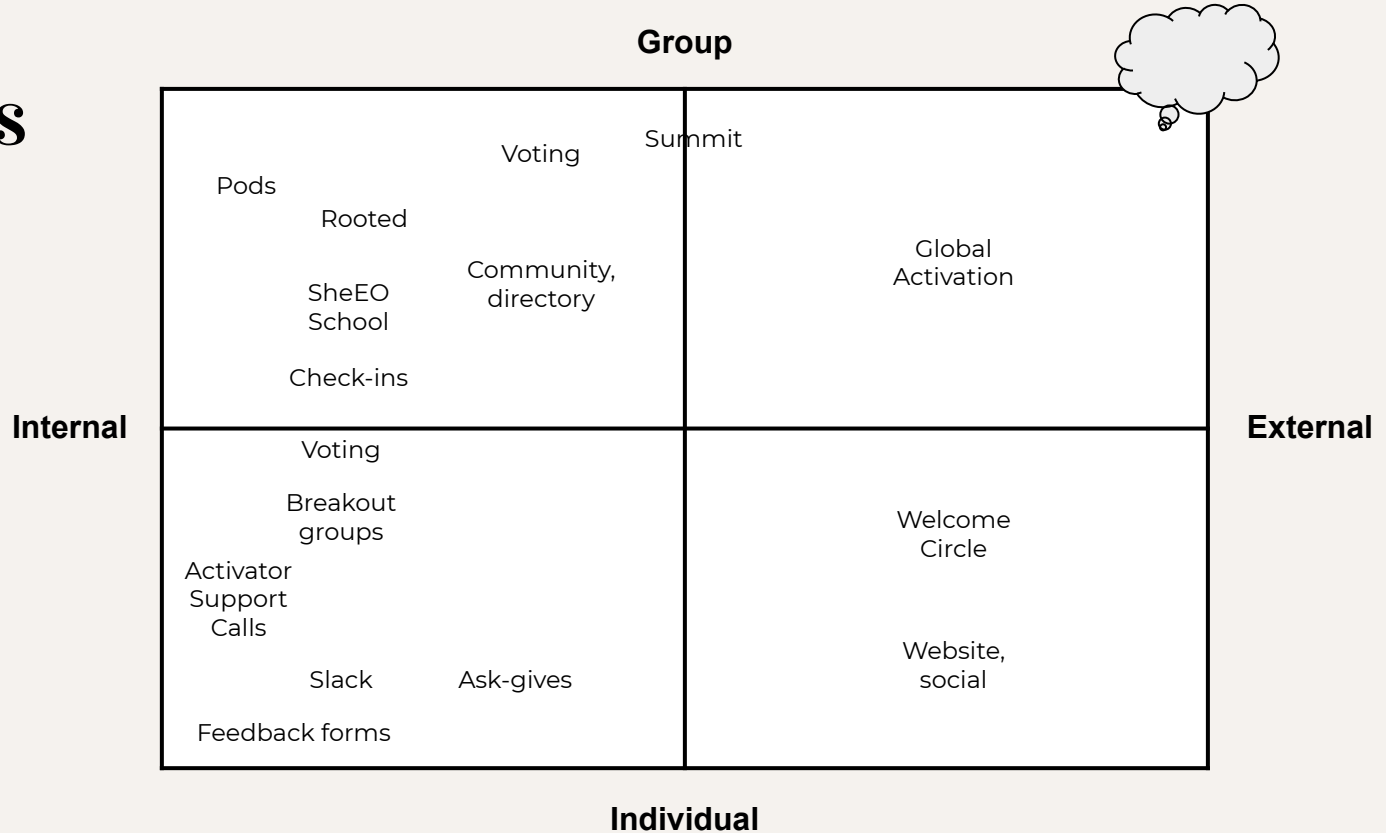 Group
s
Summit
Voting
Pods
Rooted
Global
Activation
Community,
directory
SheEO
School
Check-ins
Internal
External
Voting
Breakout
groups
Welcome
Circle
Activator
Support
Calls
Website,
social
Slack
Ask-gives
Feedback forms
Individual